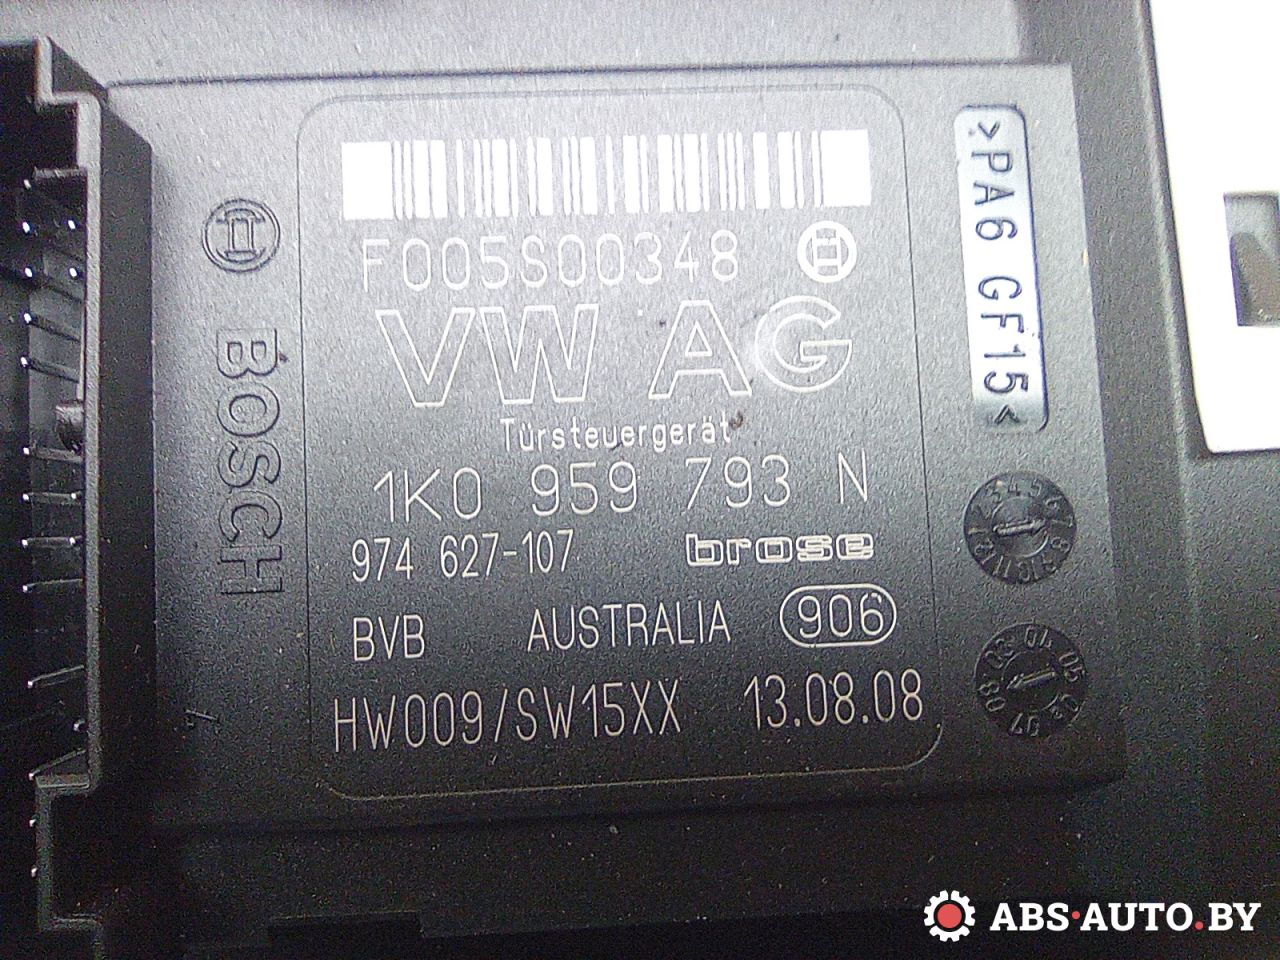 F005S00348
VW AG
Türsteuergerät
1K0 959 793 N
974 627-107 brose
BVB AUSTRALIA 906
HW009/SW15XX 13.08.08
BOSCH
>PA6 GF15<
ABS·AUTO.BY